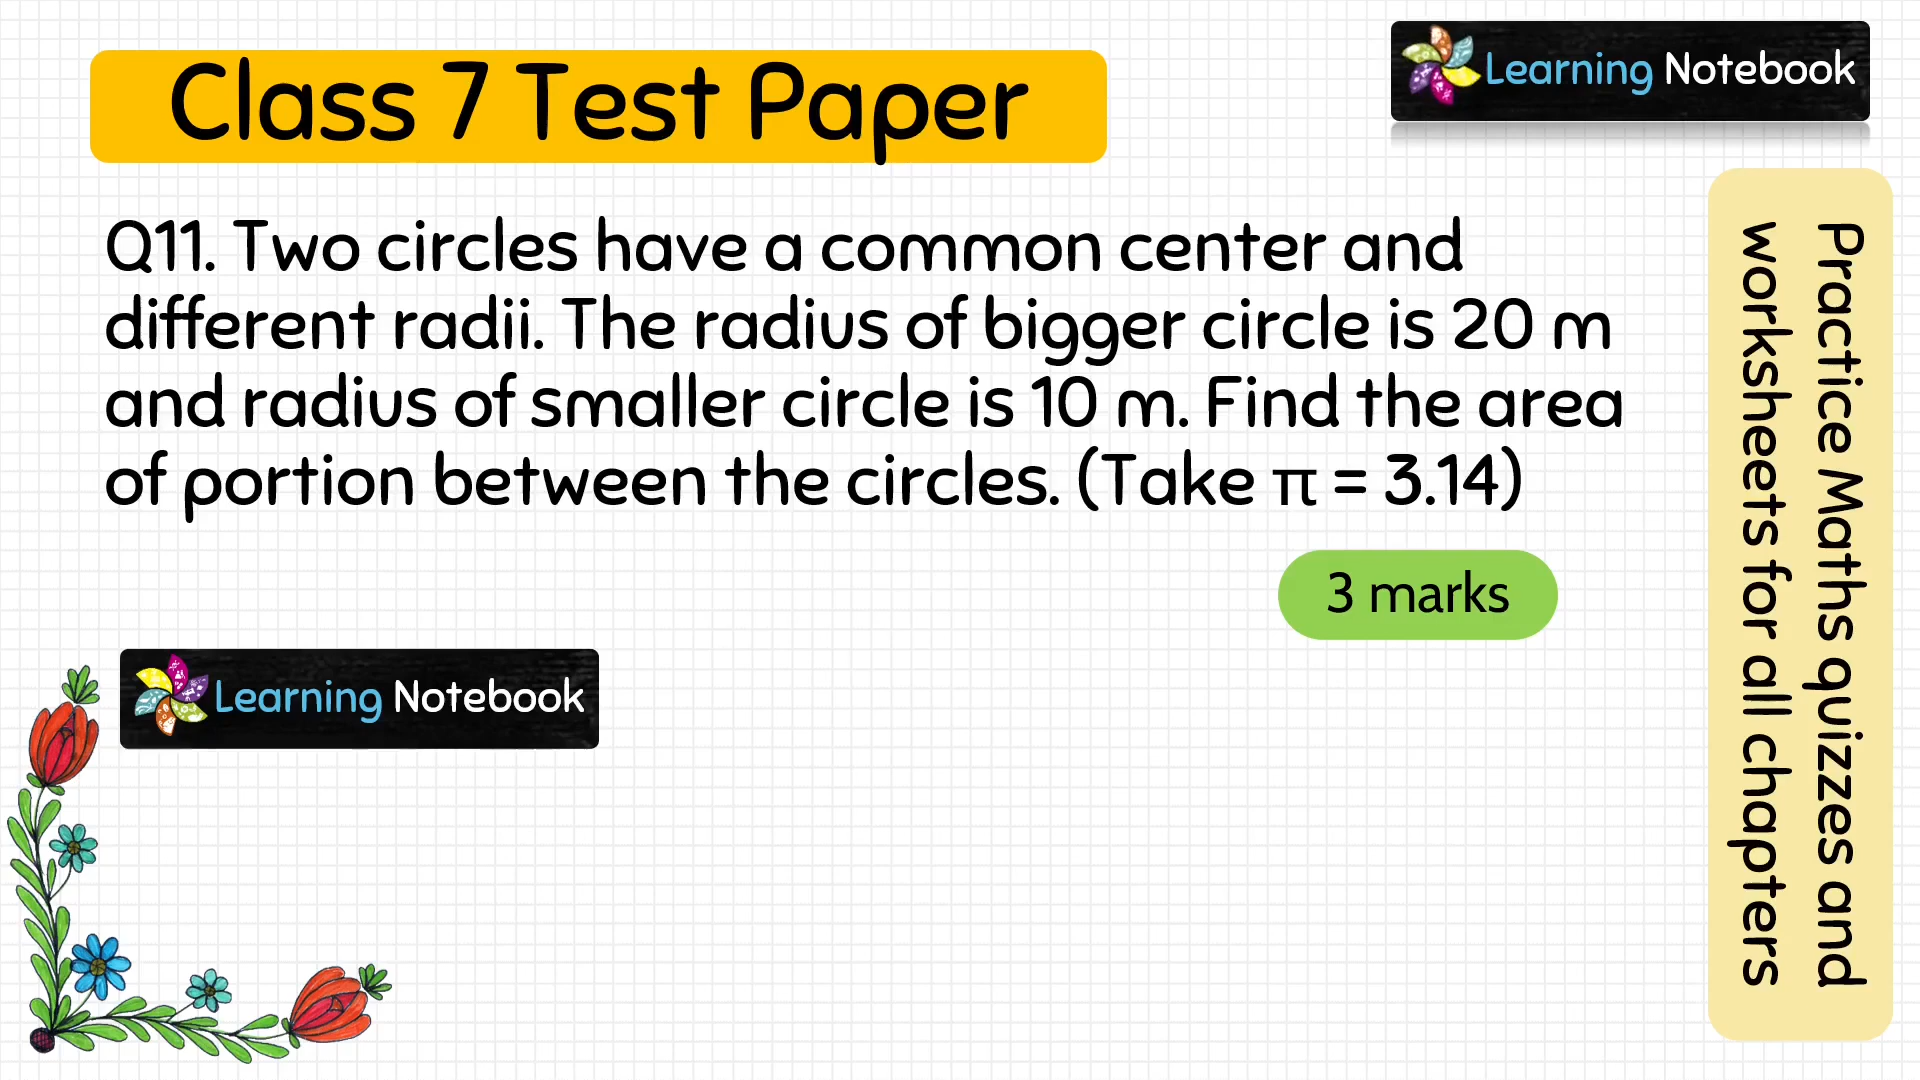 Class 7 Test Paper
Learning Notebook
Q11. Two circles have a common center and
different radii. The radius of bigger circle is 20 m
and radius of smaller circle is 10 m. Find the area
of portion between the circles. (Take π = 3.14)
3 marks
Learning Notebook
Practice Maths quizzes and
worksheets for all chapters